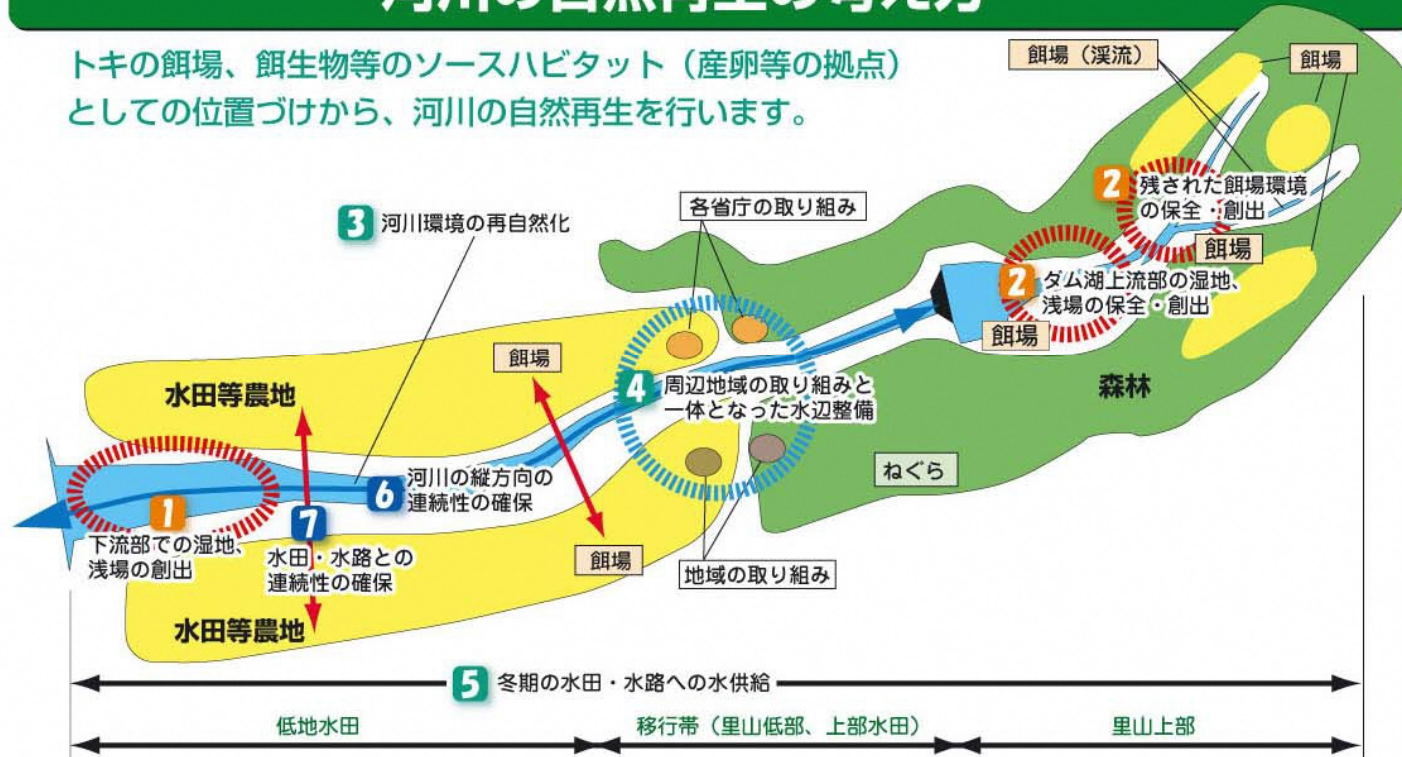 河川の自然再生の考え方
トキの餌場、餌生物等のソースハビタット（産卵等の拠点）
としての位置づけから、河川の自然再生を行います。
餌場（渓流）
餌場
2 残された餌場環境
の保全・創出
餌場
3 河川環境の再自然化
各省庁の取り組み
2 ダム湖上流部の湿地、
浅場の保全・創出
餌場
餌場
水田等農地
4 周辺地域の取り組みと
一体となった水辺整備
森林
ねぐら
6 河川の縦方向の
連続性の確保
1
下流部での湿地、
浅場の創出
7
水田・水路との
連続性の確保
餌場
地域の取り組み
水田等農地
5 冬期の水田・水路への水供給
低地水田
移行帯（里山低部、上部水田）
里山上部